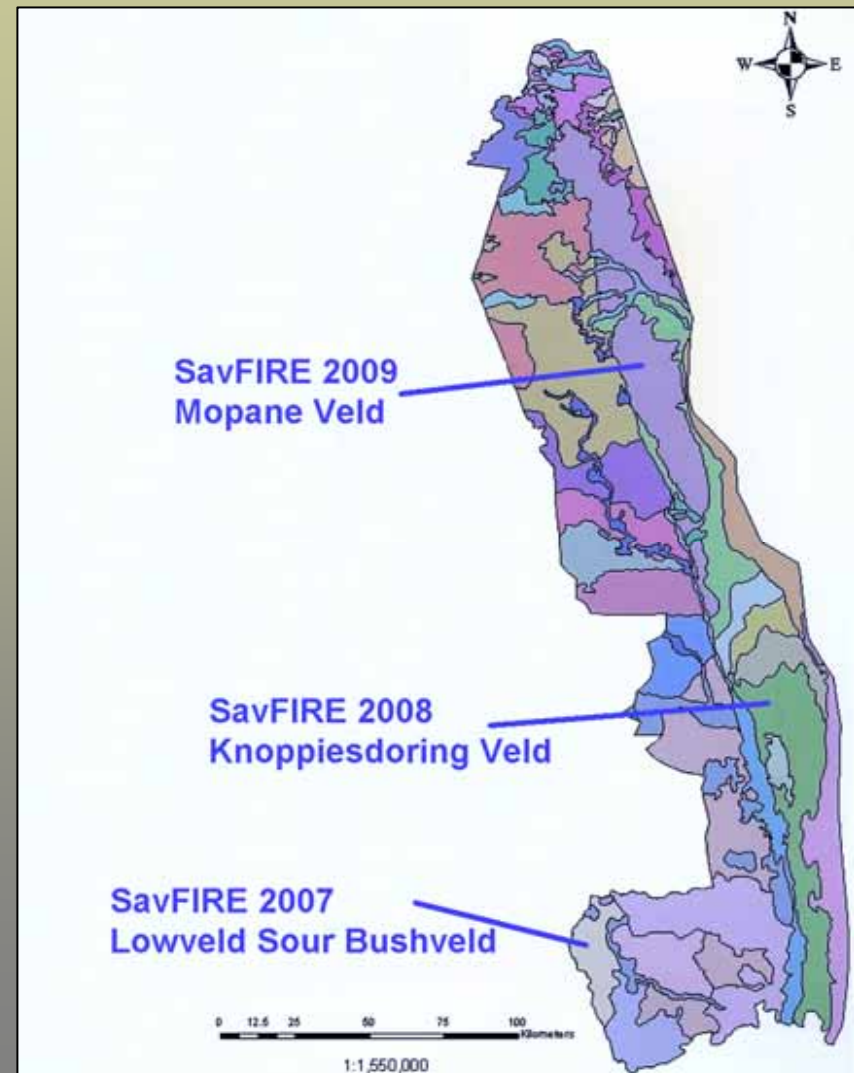 N
W E
S
SavFIRE 2009
Mopane Veld
SavFIRE 2008
Knoppiesdoring Veld
SavFIRE 2007
Lowveld Sour Bushveld
0 12.5 25 50 75 100
Kilometers
1:1,550,000